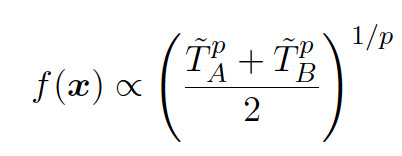 f(𝒙) ∝ ( (T̃_A^p + T̃_B^p) / 2 )^{1/p}